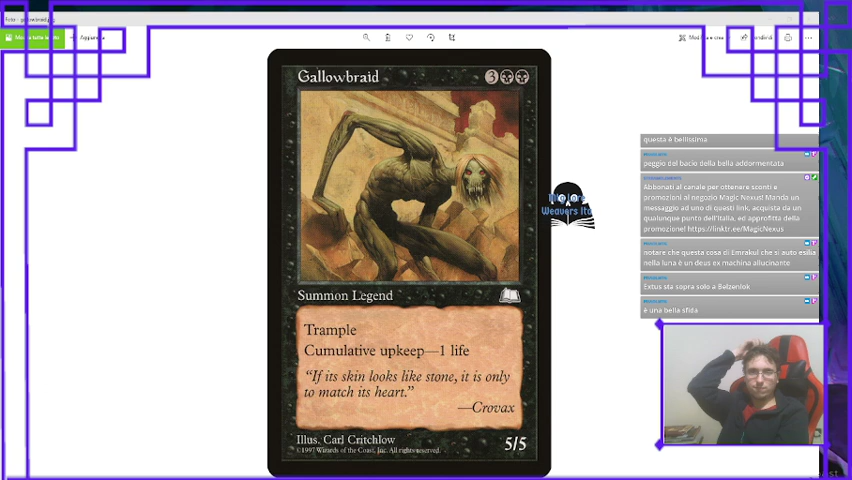 Gallowbraid
3
Summon Legend
Trample
Cumulative upkeep—1 life
"If its skin looks like stone, it is only
to match its heart."
—Crovax
Illus. Carl Critchlow
©1997 Wizards of the Coast, Inc. All rights reserved.
5/5
Weavers Ita
questa è bellissima
peggio del bacio della bella addormentata
Abbonati al canale per ottenere sconti e
promozioni al negozio Magic Nexus! Manda un
messaggio ad uno di questi link, acquista da un
qualunque punto dell'Italia, ed approfitta della
promozione! https://linktr.ee/MagicNexus
notare che questa cosa di Emrakul che si auto esilia
nella luna è un deus ex machina allucinante
Extus sta sopra solo a Belzenlok
è una bella sfida